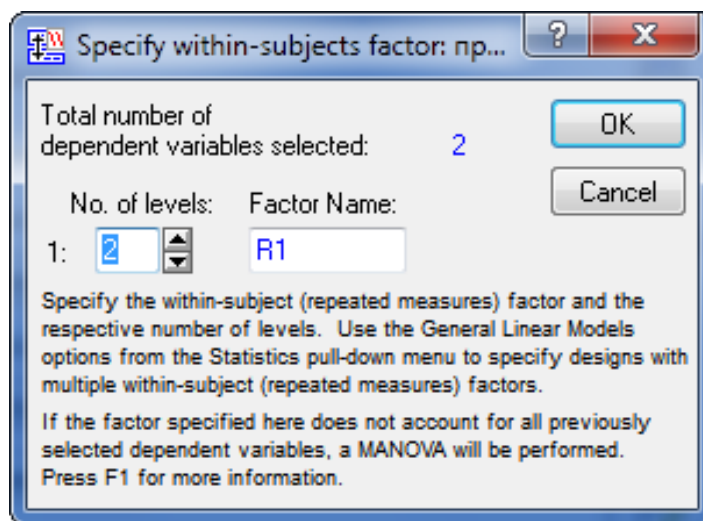 Specify within-subjects factor: пр...
Total number of
dependent variables selected: 2
OK
Cancel
No. of levels: Factor Name:
1: 2 R1
Specify the within-subject (repeated measures) factor and the
respective number of levels. Use the General Linear Models
options from the Statistics pull-down menu to specify designs with
multiple within-subject (repeated measures) factors.
If the factor specified here does not account for all previously
selected dependent variables, a MANOVA will be performed.
Press F1 for more information.